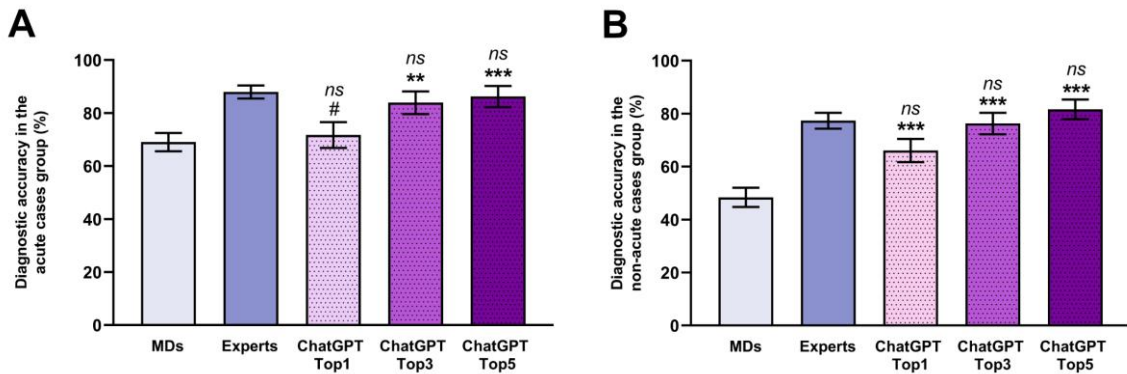 A
Diagnostic accuracy in the
acute cases group (%)
100
80
60
40
20
0
ns
#
ns
**
ns
***
MDs
Experts
ChatGPT
Top1
ChatGPT
Top3
ChatGPT
Top5
B
Diagnostic accuracy in the
non-acute cases group (%)
100
80
60
40
20
0
ns
***
ns
***
ns
***
MDs
Experts
ChatGPT
Top1
ChatGPT
Top3
ChatGPT
Top5